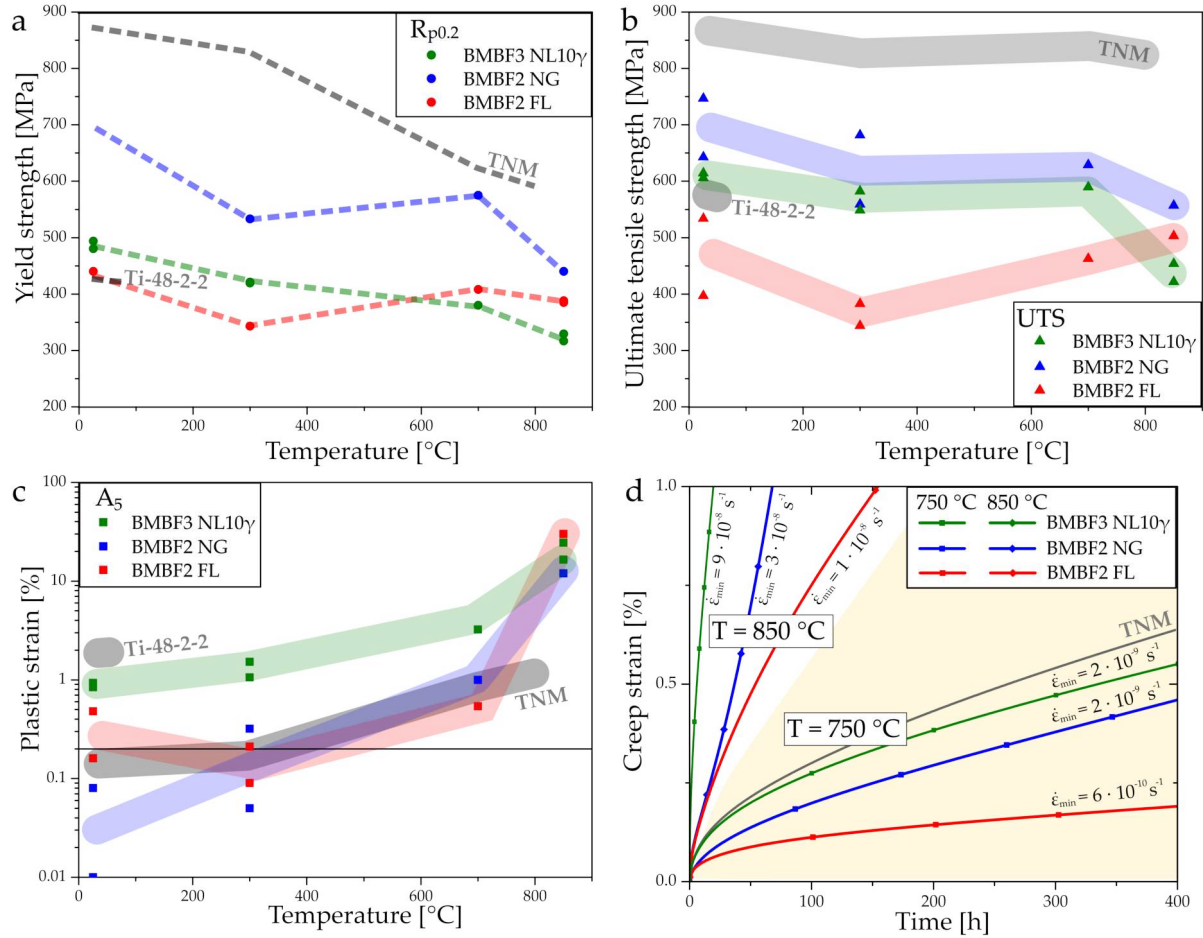 a
Yield strength [MPa]
900
800
700
600
500
400
300
200
0
200
400
600
800
Temperature [°C]
Rp0.2
BMBF3 NL10γ
BMBF2 NG
BMBF2 FL
TNM
Ti-48-2-2
b
Ultimate tensile strength [MPa]
900
800
700
600
500
400
300
200
0
200
400
600
800
Temperature [°C]
TNM
Ti-48-2-2
UTS
BMBF3 NL10γ
BMBF2 NG
BMBF2 FL
c
Plastic strain [%]
100
10
1
0.1
0.01
0
200
400
600
800
Temperature [°C]
A5
BMBF3 NL10γ
BMBF2 NG
BMBF2 FL
Ti-48-2-2
TNM
d
Creep strain [%]
1.0
0.5
0.0
0
100
200
300
400
Time [h]
750 °C 850 °C
BMBF3 NL10γ
BMBF2 NG
BMBF2 FL
ε̇min = 9 · 10-8 s-1
ε̇min = 3 · 10-8 s-1
ε̇min = 1 · 10-8 s-1
T = 850 °C
T = 750 °C
TNM
ε̇min = 2 · 10-9 s-1
ε̇min = 2 · 10-9 s-1
ε̇min = 6 · 10-10 s-1